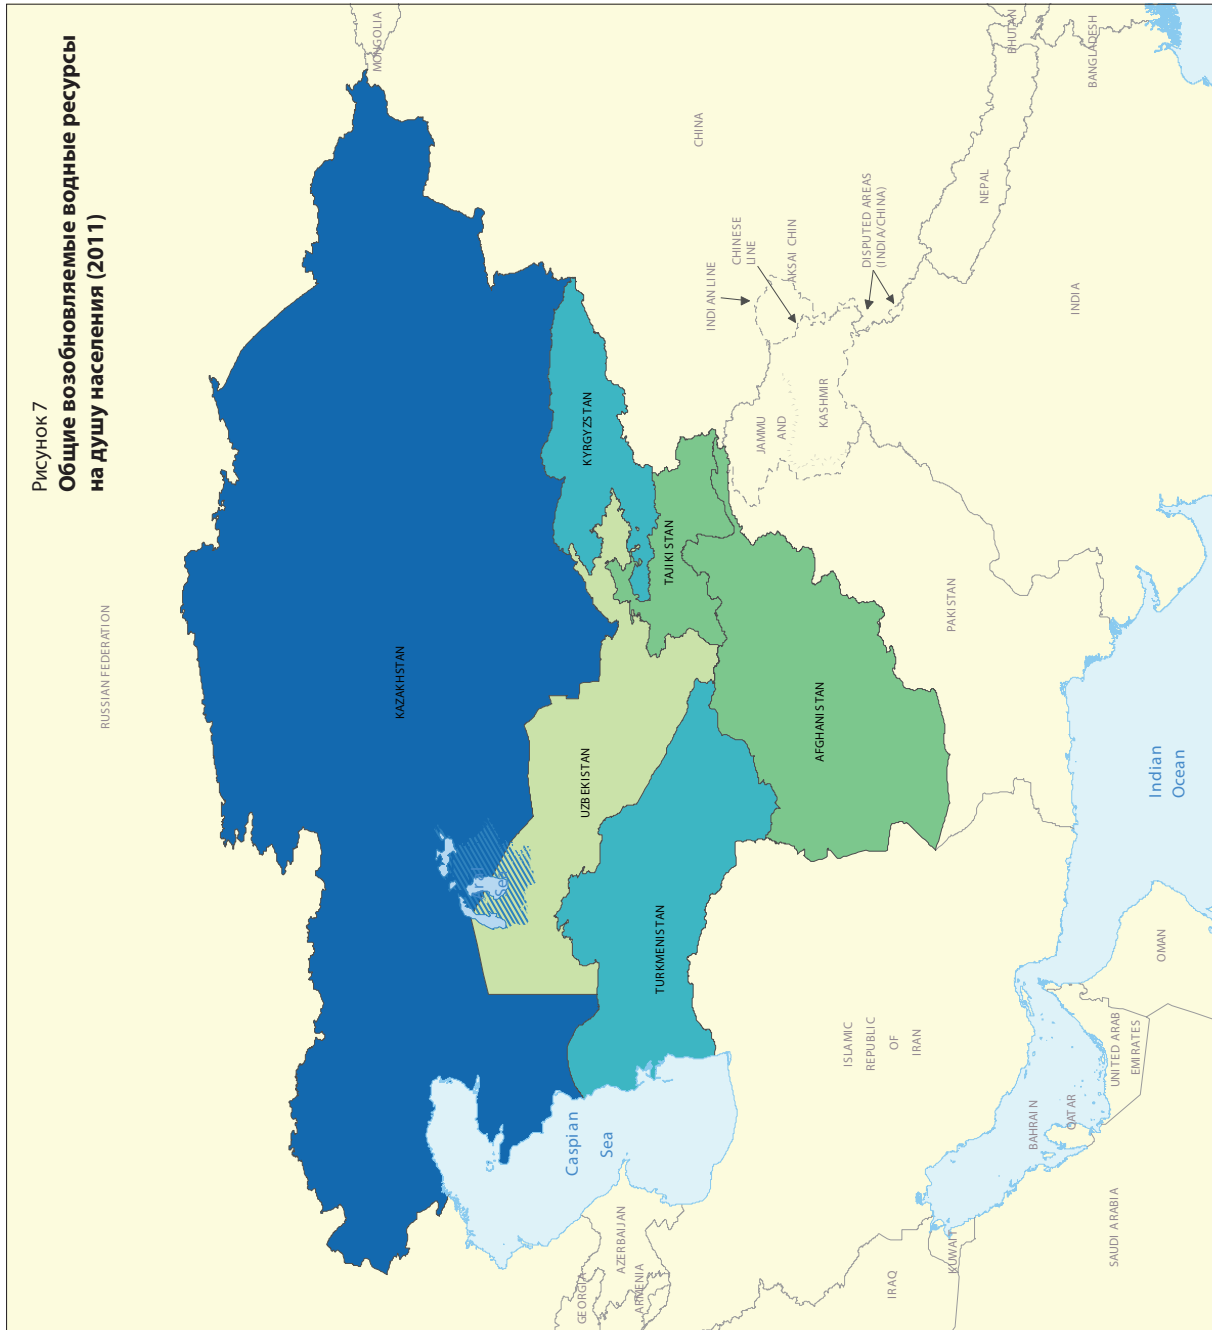 Рисунок 7
Общие возобновляемые водные ресурсы
на душу населения (2011)
RUSSIAN FEDERATION
MONGOLIA
KAZAKHSTAN
CHINA
KYRGYZSTAN
UZBEKISTAN
TAJIKISTAN
TURKMENISTAN
AFGHANISTAN
Caspian
Sea
GEORGIA
AZERBAIJAN
ARMENIA
INDIAN LINE
CHINESE
LINE
AKSAI CHIN
JAMMU
AND
KASHMIR
DISPUTED AREAS
(INDIA/CHINA)
NEPAL
BHUTAN
BANGLADESH
INDIA
PAKISTAN
ISLAMIC
REPUBLIC
OF
IRAN
IRAQ
KUWAIT
SAUDI ARABIA
BAHRAIN
QATAR
UNITED ARAB
EMIRATES
OMAN
Indian
Ocean